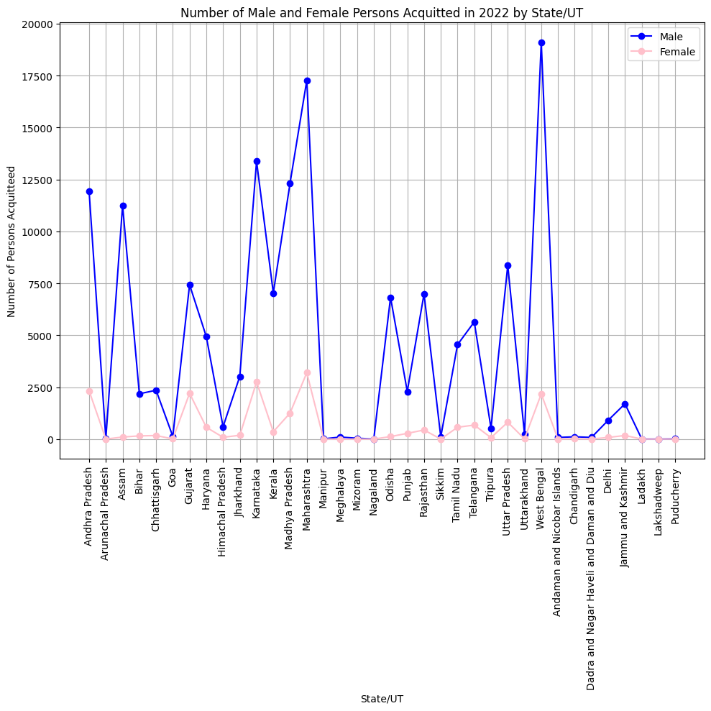 Number of Male and Female Persons Acquitted in 2022 by State/UT
Male
Female
Number of Persons Acquitteed
20000
17500
15000
12500
10000
7500
5000
2500
0
Andhra Pradesh
Arunachal Pradesh
Assam
Bihar
Chhattisgarh
Goa
Gujarat
Haryana
Himachal Pradesh
Jharkhand
Karnataka
Kerala
Madhya Pradesh
Maharashtra
Manipur
Meghalaya
Mizoram
Nagaland
Odisha
Punjab
Rajasthan
Sikkim
Tamil Nadu
Telangana
Tripura
Uttar Pradesh
Uttarakhand
West Bengal
Andaman and Nicobar Islands
Chandigarh
Dadra and Nagar Haveli and Daman and Diu
Delhi
Jammu and Kashmir
Ladakh
Lakshadweep
Puducherry
State/UT